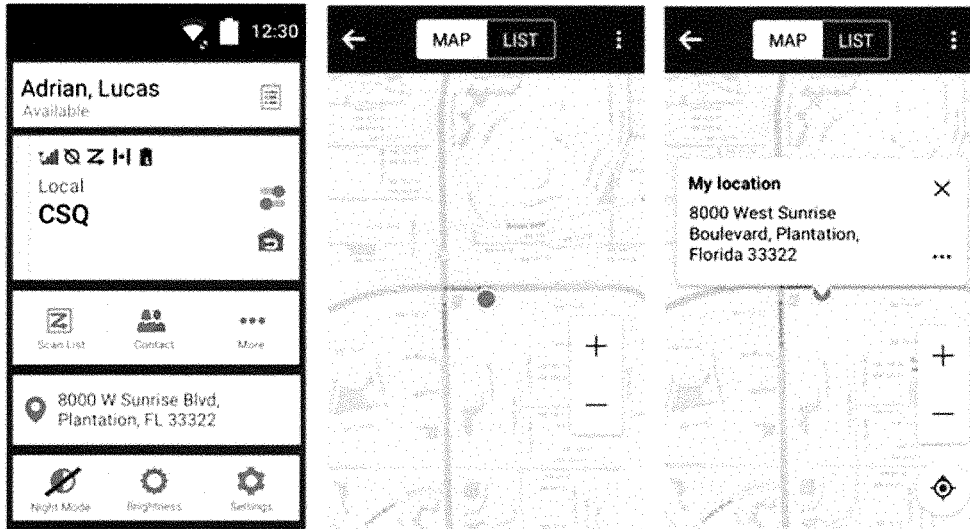 12:30
Adrian, Lucas
Available
Local
CSQ
Scan List
Contact
More
8000 W Sunrise Blvd,
Plantation, FL 33322
Night Mode
Brightness
Settings
MAP
LIST
MAP
LIST
My location
8000 West Sunrise
Boulevard, Plantation,
Florida 33322